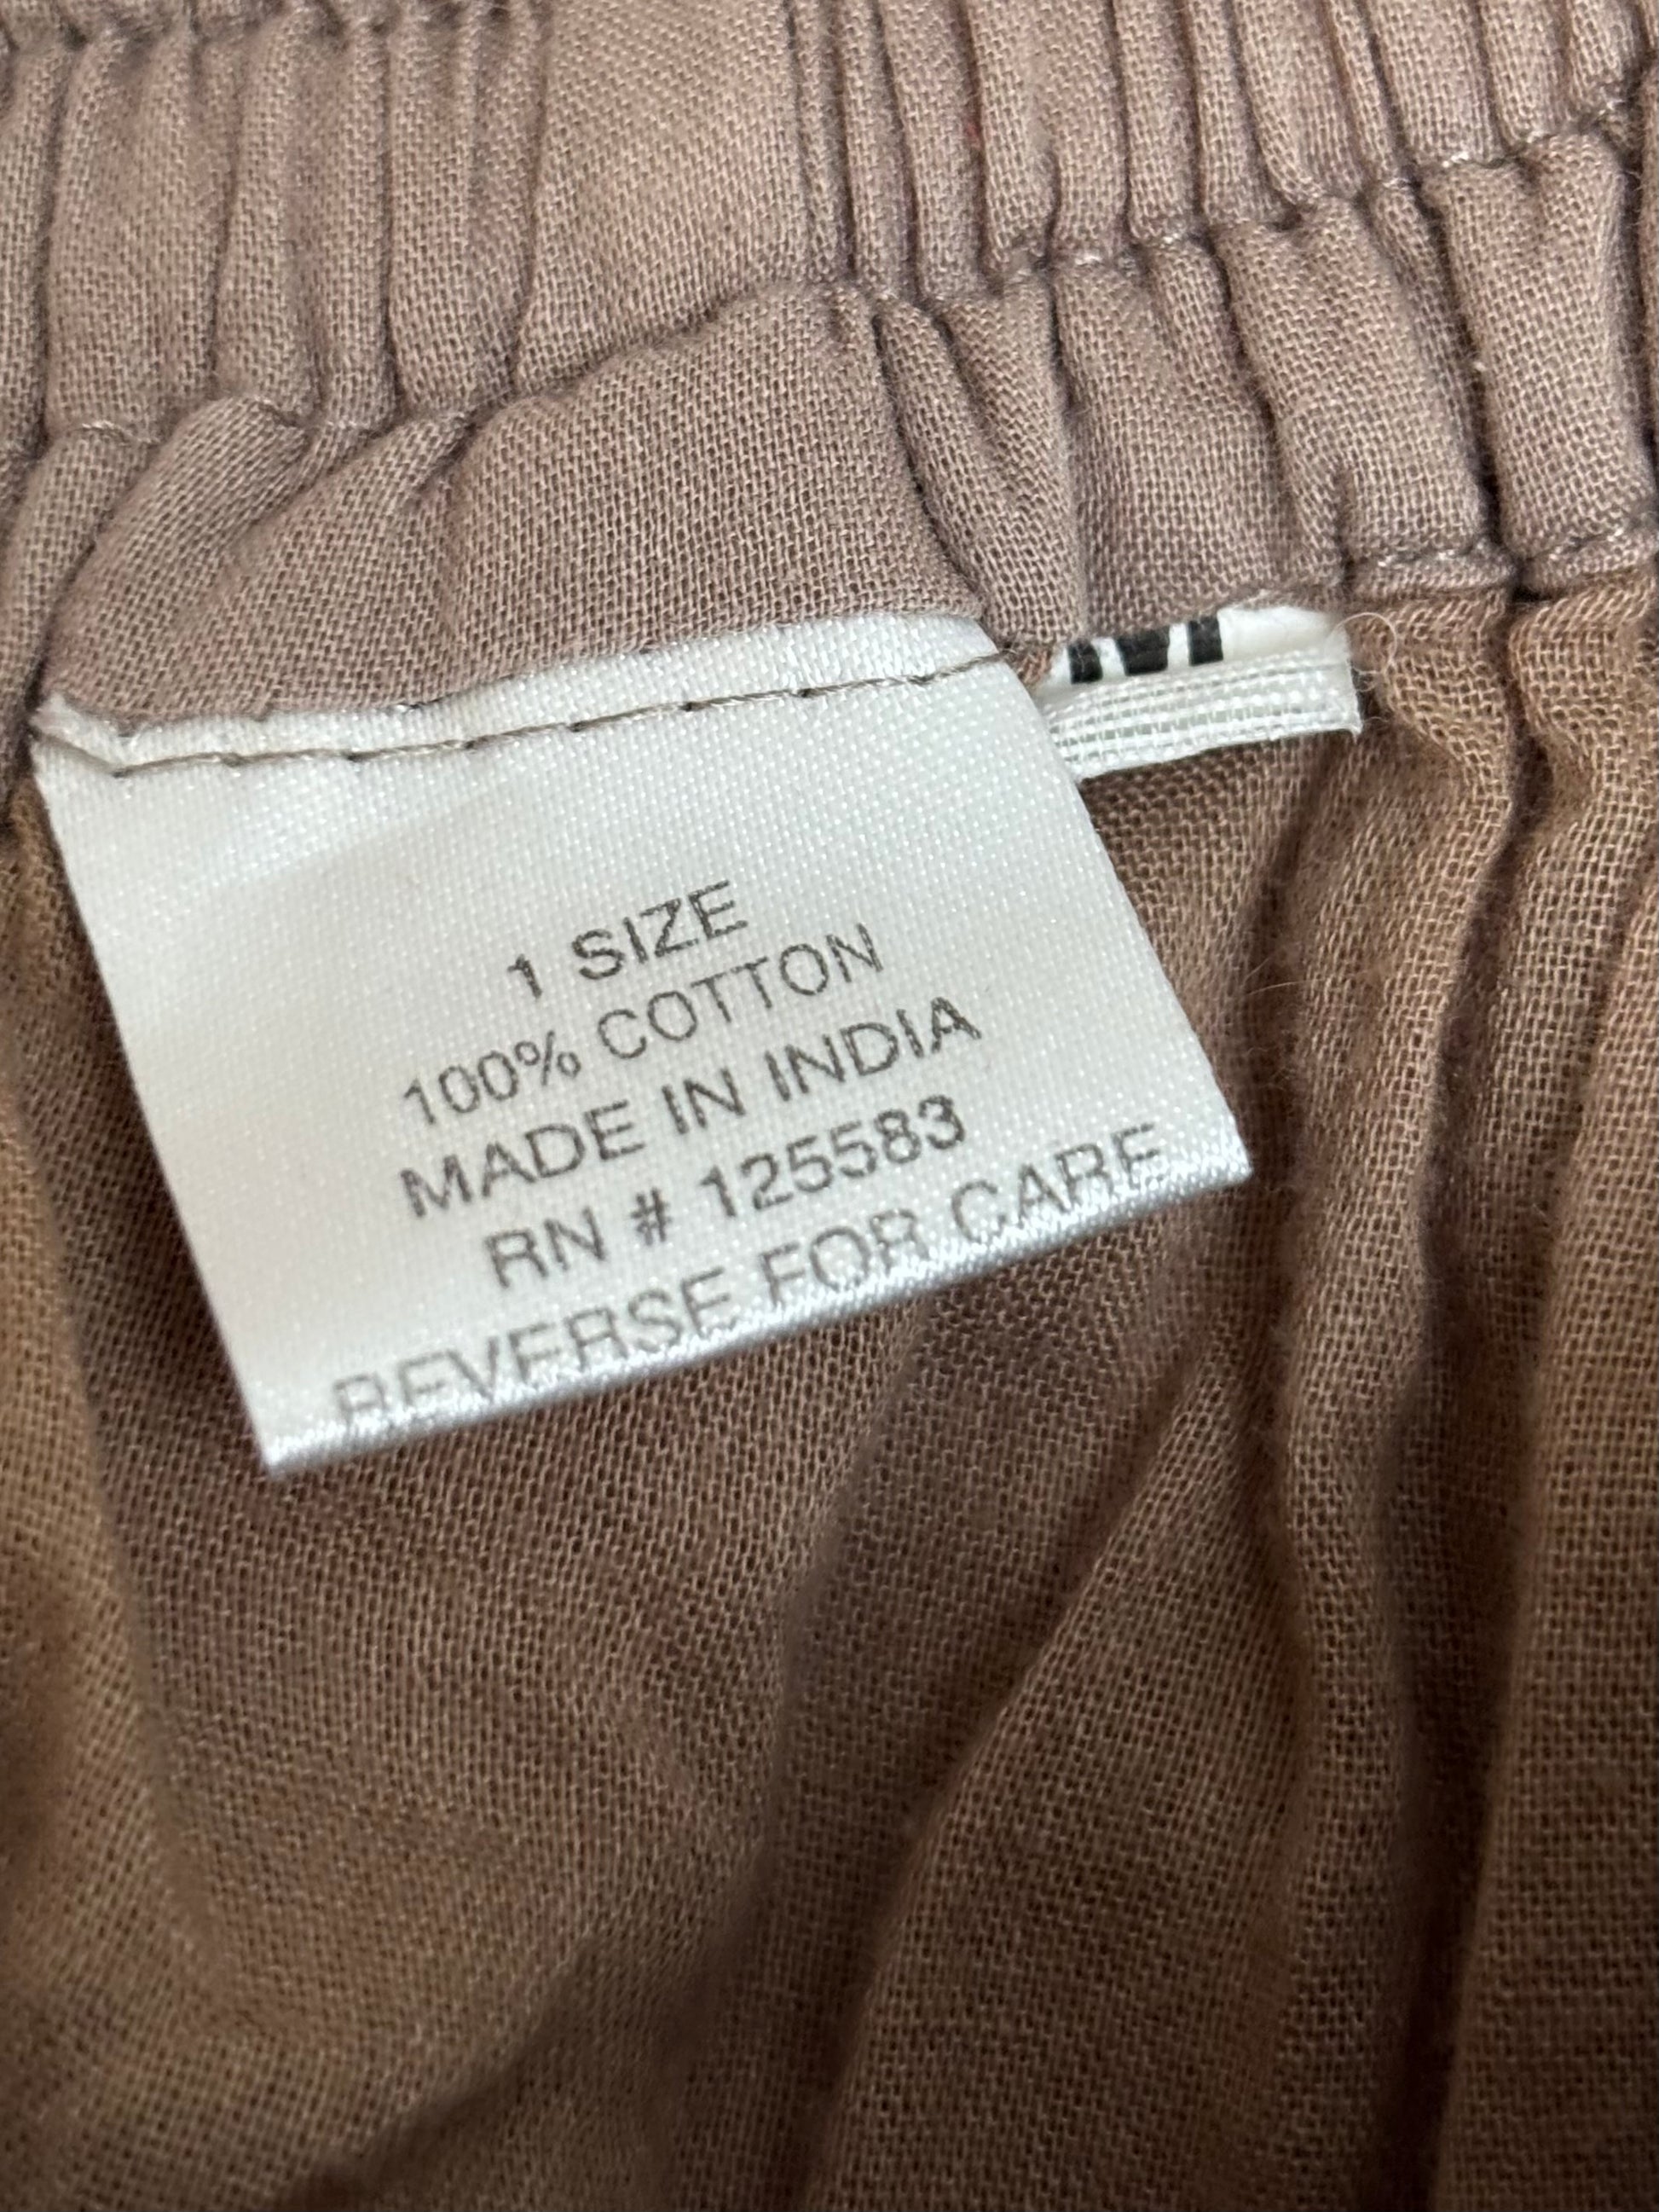 M
1 SIZE
100% COTTON
MADE IN INDIA
RN # 125583
REVERSE FOR CARE